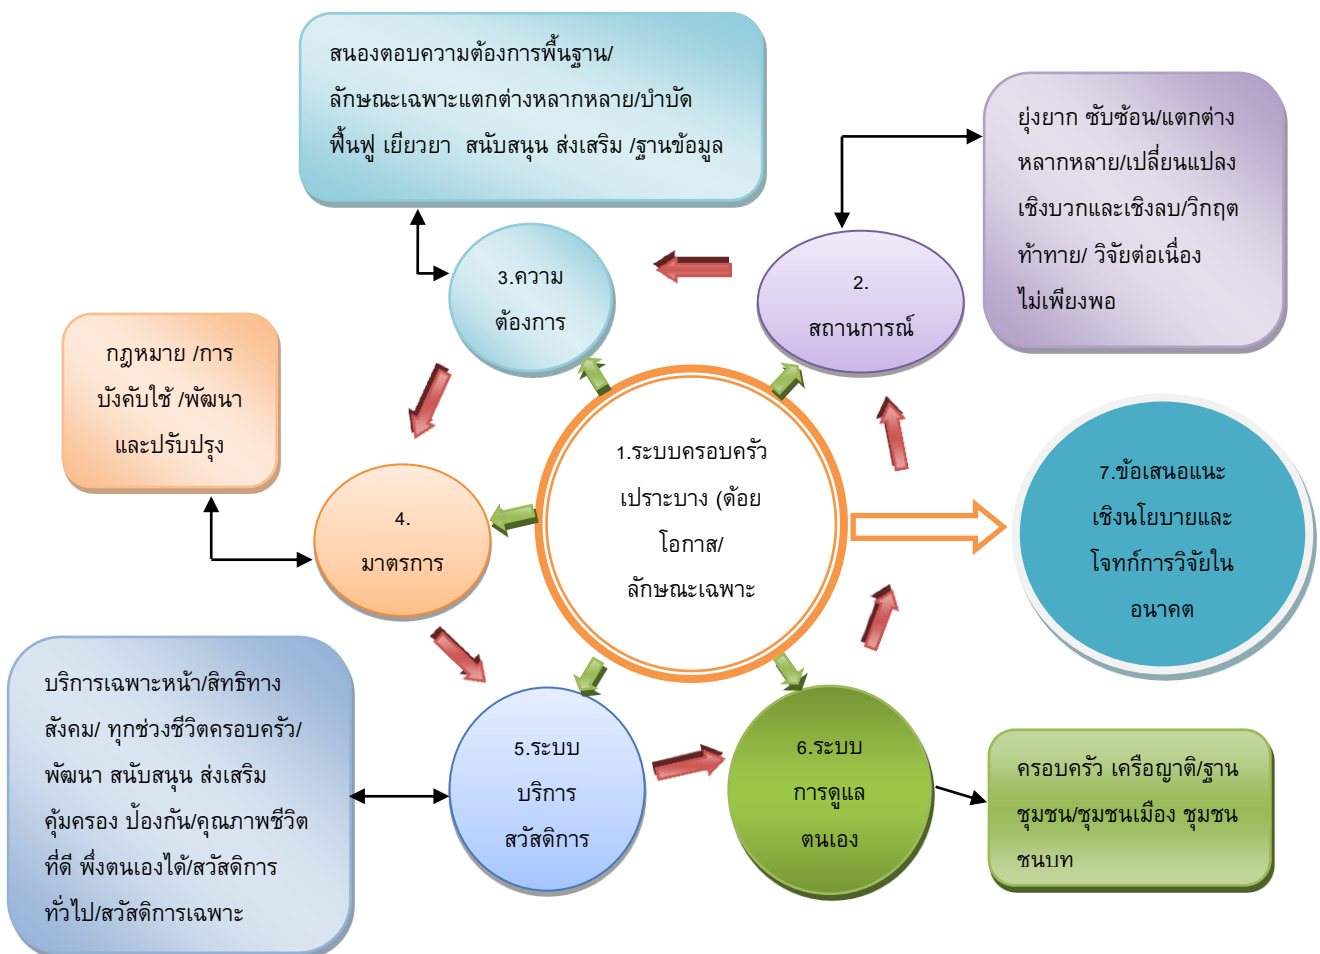 สนองตอบความต้องการพื้นฐาน/
ลักษณะเฉพาะแตกต่างหลากหลาย/บำบัด
ฟื้นฟู เยียวยา สนับสนุน ส่งเสริม /ฐานข้อมูล
ยุ่งยาก ซับซ้อน/แตกต่าง
หลากหลาย/เปลี่ยนแปลง
เชิงบวกและเชิงลบ/วิกฤต
ท้าทาย/ วิจัยต่อเนื่อง
ไม่เพียงพอ
3.ความ
ต้องการ
2.
สถานการณ์
กฎหมาย /การ
บังคับใช้ /พัฒนา
และปรับปรุง
1.ระบบครอบครัว
เปราะบาง (ด้อย
โอกาส/
ลักษณะเฉพาะ
7.ข้อเสนอแนะ
เชิงนโยบายและ
โจทก์การวิจัยใน
อนาคต
4.
มาตรการ
บริการเฉพาะหน้า/สิทธิทาง
สังคม/ ทุกช่วงชีวิตครอบครัว/
พัฒนา สนับสนุน ส่งเสริม
คุ้มครอง ป้องกัน/คุณภาพชีวิต
ที่ดี พึ่งตนเองได้/สวัสดิการ
ทั่วไป/สวัสดิการเฉพาะ
5.ระบบ
บริการ
สวัสดิการ
6.ระบบ
การดูแล
ตนเอง
ครอบครัว เครือญาติ/ฐาน
ชุมชน/ชุมชนเมือง ชุมชน
ชนบท